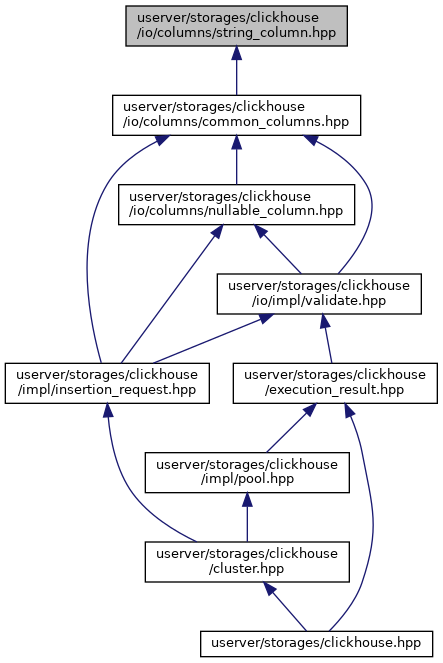 userver/storages/clickhouse
/io/columns/string_column.hpp
userver/storages/clickhouse
/io/columns/common_columns.hpp
userver/storages/clickhouse
/io/columns/nullable_column.hpp
userver/storages/clickhouse
/io/impl/validate.hpp
userver/storages/clickhouse
/impl/insertion_request.hpp
userver/storages/clickhouse
/execution_result.hpp
userver/storages/clickhouse
/impl/pool.hpp
userver/storages/clickhouse
/cluster.hpp
userver/storages/clickhouse.hpp